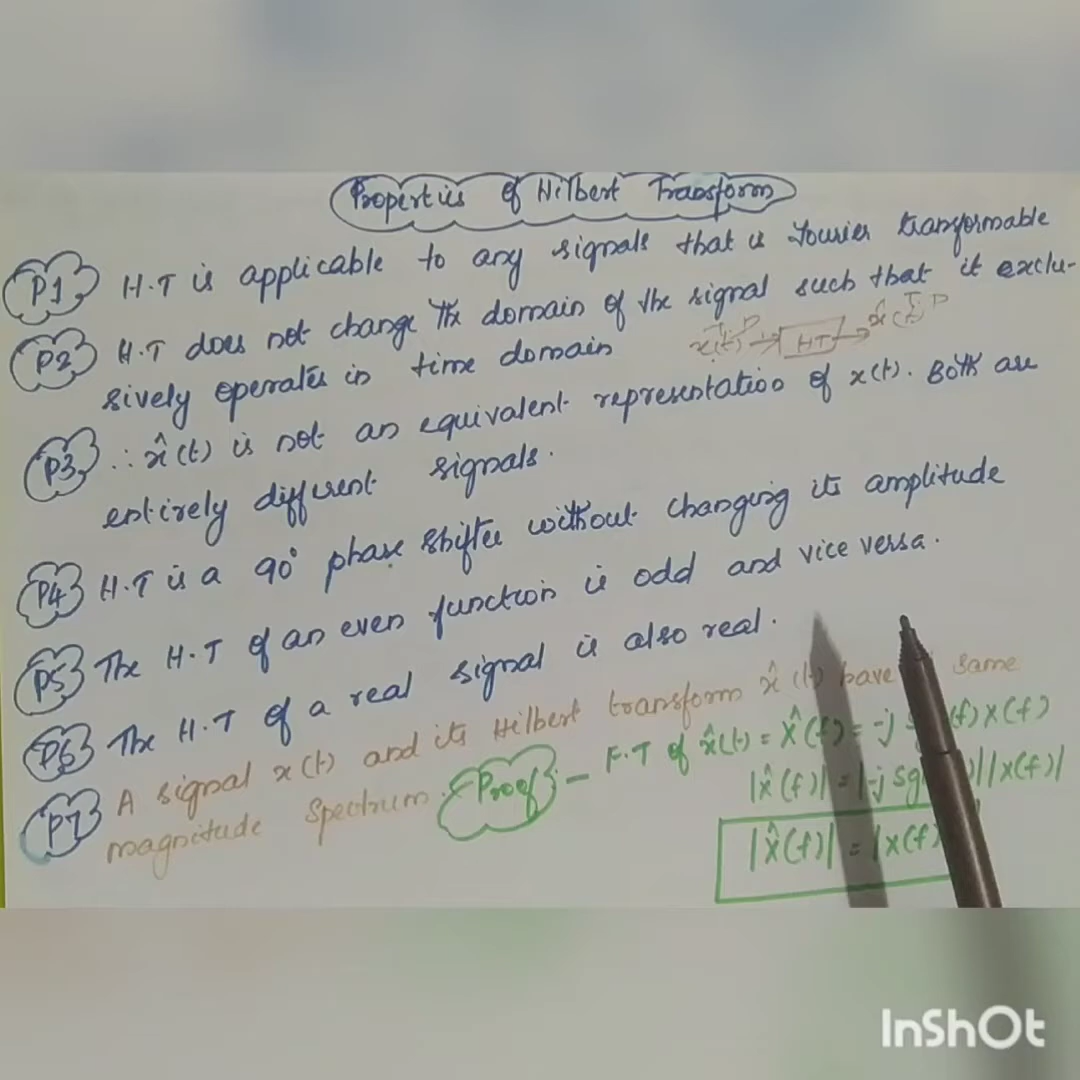 Properties of Hilbert Transform
P1 H.T is applicable to any signals that is Fourier transformable
P2 H.T does not change the domain of the signal such that it exclu-
sively operates in time domain
x(t) → HT → x̂(t)
T.D T.D
P3 ∴ x̂(t) is not an equivalent representation of x(t). Both are
entirely different signals.
P4 H.T is a 90° phase shifter without changing its amplitude
P5 The H.T of an even function is odd and vice versa.
P6 The H.T of a real signal is also real.
P7 A signal x(t) and its Hilbert transform x̂(t) have same
magnitude spectrum.
Proof – F.T of x̂(t) = X̂(f) = -j (f) X(f)
|X̂(f)| = |-j sg )| |X(f)|
|X̂(f)| = |X(f)
InShOt